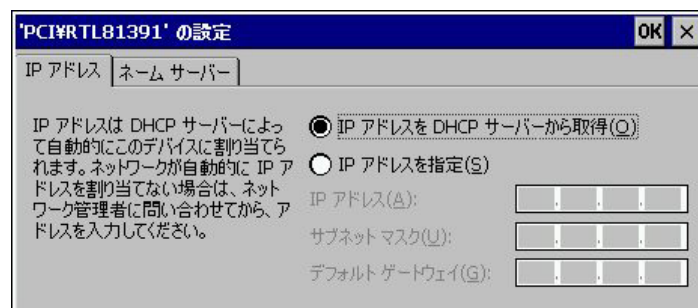 'PCI¥RTL81391' の設定
OK ×
IP アドレス ネーム サーバー
IP アドレスは DHCP サーバーによっ
て自動的にこのデバイスに割り当てら
れます。ネットワークが自動的に IP ア
ドレスを割り当てない場合は、ネット
ワーク管理者に問い合わせてから、ア
ドレスを入力してください。
IP アドレスを DHCP サーバーから取得(O)
IP アドレスを指定(S)
IP アドレス(A):
サブネット マスク(U):
デフォルト ゲートウェイ(G):